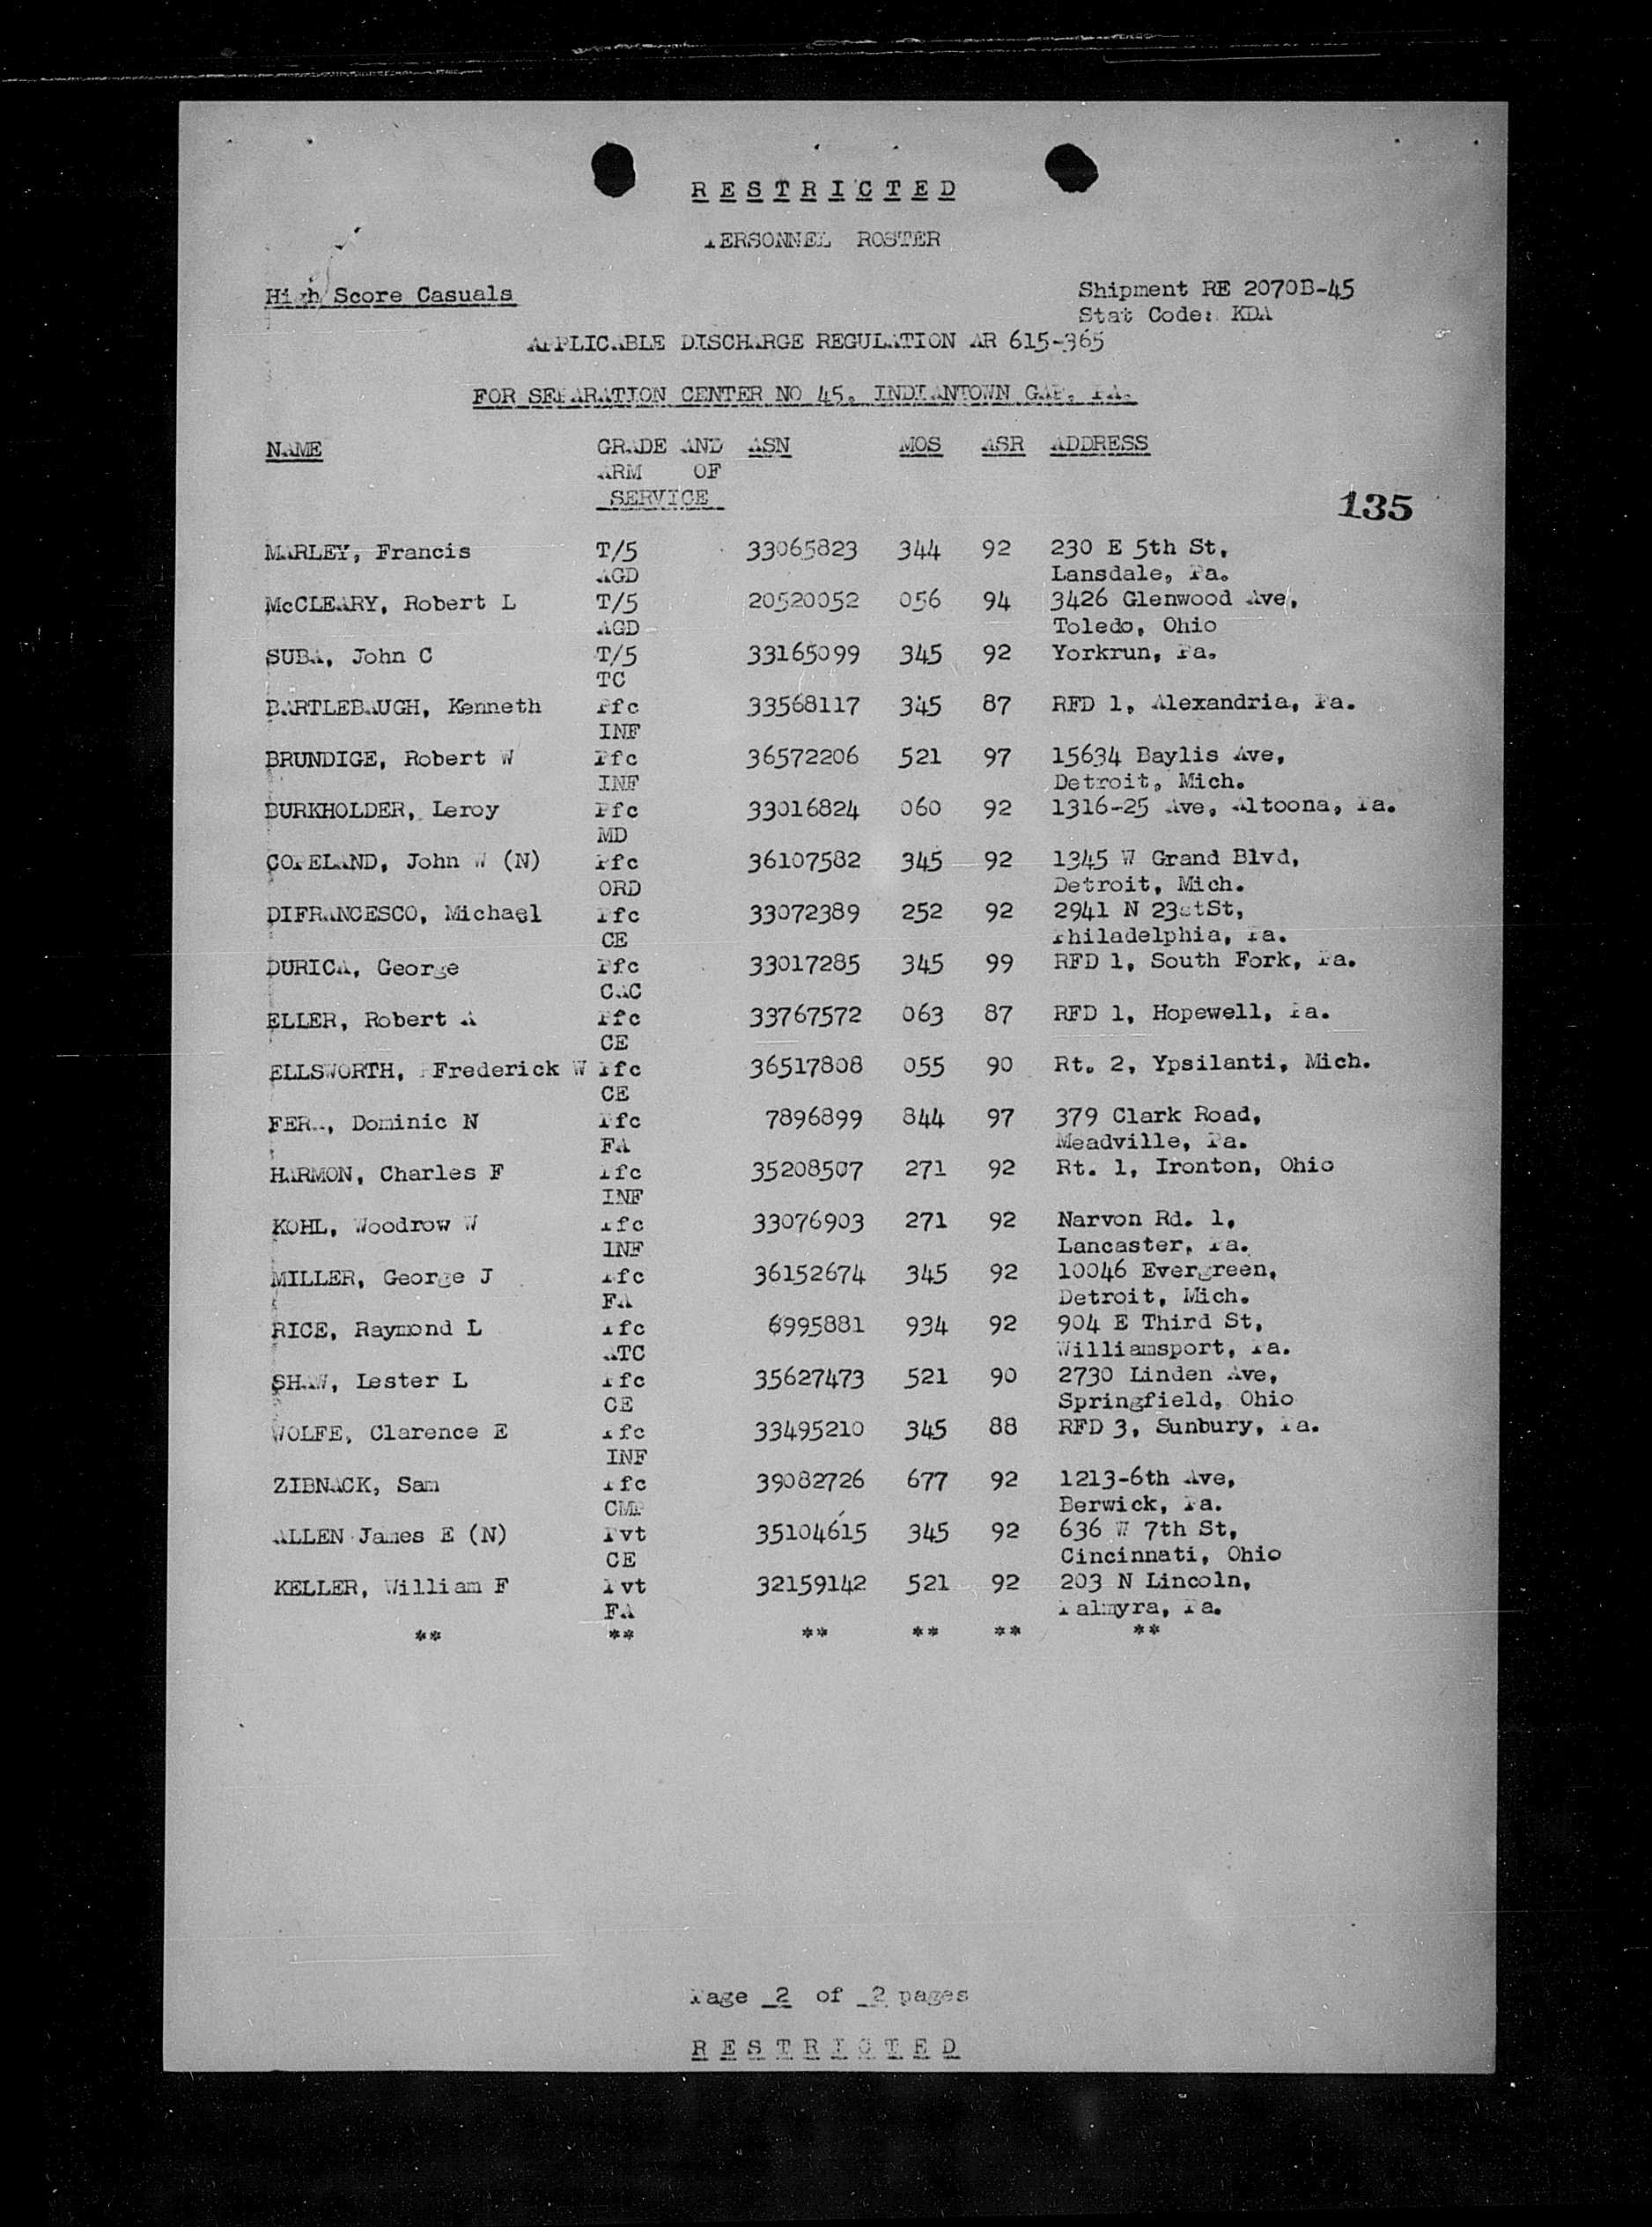 RESTRICTED
PERSONNEL ROSTER
High Score Casuals
Shipment RE 2070B-45
Stat Code: KDA
APPLICABLE DISCHARGE REGULATION AR 615-365
FOR SEPARATION CENTER NO 45, INDIANTOWN GAP, PA.
NAME GRADE AND ASN MOS ASR ADDRESS
ARM OF
SERVICE
135
MARLEY, Francis T/5 33065823 344 92 230 E 5th St,
AGD Lansdale, Pa.
McCLEARY, Robert L T/5 20520052 056 94 3426 Glenwood Ave,
AGD Toledo, Ohio
SUBA, John C T/5 33165099 345 92 Yorkrun, Pa.
TC
BARTLEBAUGH, Kenneth Pfc 33568117 345 87 RFD 1, Alexandria, Pa.
INF
BRUNDIGE, Robert W Pfc 36572206 521 97 15634 Baylis Ave,
INF Detroit, Mich.
BURKHOLDER, Leroy Pfc 33016824 060 92 1316-25 Ave, Altoona, Pa.
MD
COPELAND, John W (N) Pfc 36107582 345 92 1345 W Grand Blvd,
ORD Detroit, Mich.
DIFRANCESCO, Michael Pfc 33072389 252 92 2941 N 23stSt,
CE Philadelphia, Pa.
DURICA, George Pfc 33017285 345 99 RFD 1, South Fork, Pa.
CAC
ELLER, Robert A Pfc 33767572 063 87 RFD 1, Hopewell, Pa.
CE
ELLSWORTH, Frederick W Pfc 36517808 055 90 Rt. 2, Ypsilanti, Mich.
CE
FERA, Dominic N Pfc 7896899 844 97 379 Clark Road,
FA Meadville, Pa.
HARMON, Charles F Pfc 35208507 271 92 Rt. 1, Ironton, Ohio
INF
KOHL, Woodrow W Pfc 33076903 271 92 Narvon Rd. 1,
INF Lancaster, Pa.
MILLER, George J Pfc 36152674 345 92 10046 Evergreen,
FA Detroit, Mich.
RICE, Raymond L Pfc 6995881 934 92 904 E Third St,
ATC Williamsport, Pa.
SHAW, Lester L Pfc 35627473 521 90 2730 Linden Ave,
CE Springfield, Ohio
WOLFE, Clarence E Pfc 33495210 345 88 RFD 3, Sunbury, Pa.
INF
ZIBNACK, Sam Pfc 39082726 677 92 1213-6th Ave,
CMP Berwick, Pa.
ALLEN James E (N) Pvt 35104615 345 92 636 W 7th St,
CE Cincinnati, Ohio
KELLER, William F Pvt 32159142 521 92 203 N Lincoln,
FA Palmyra, Pa.
** ** ** ** ** **
Page 2 of 2 pages
RESTRICTED